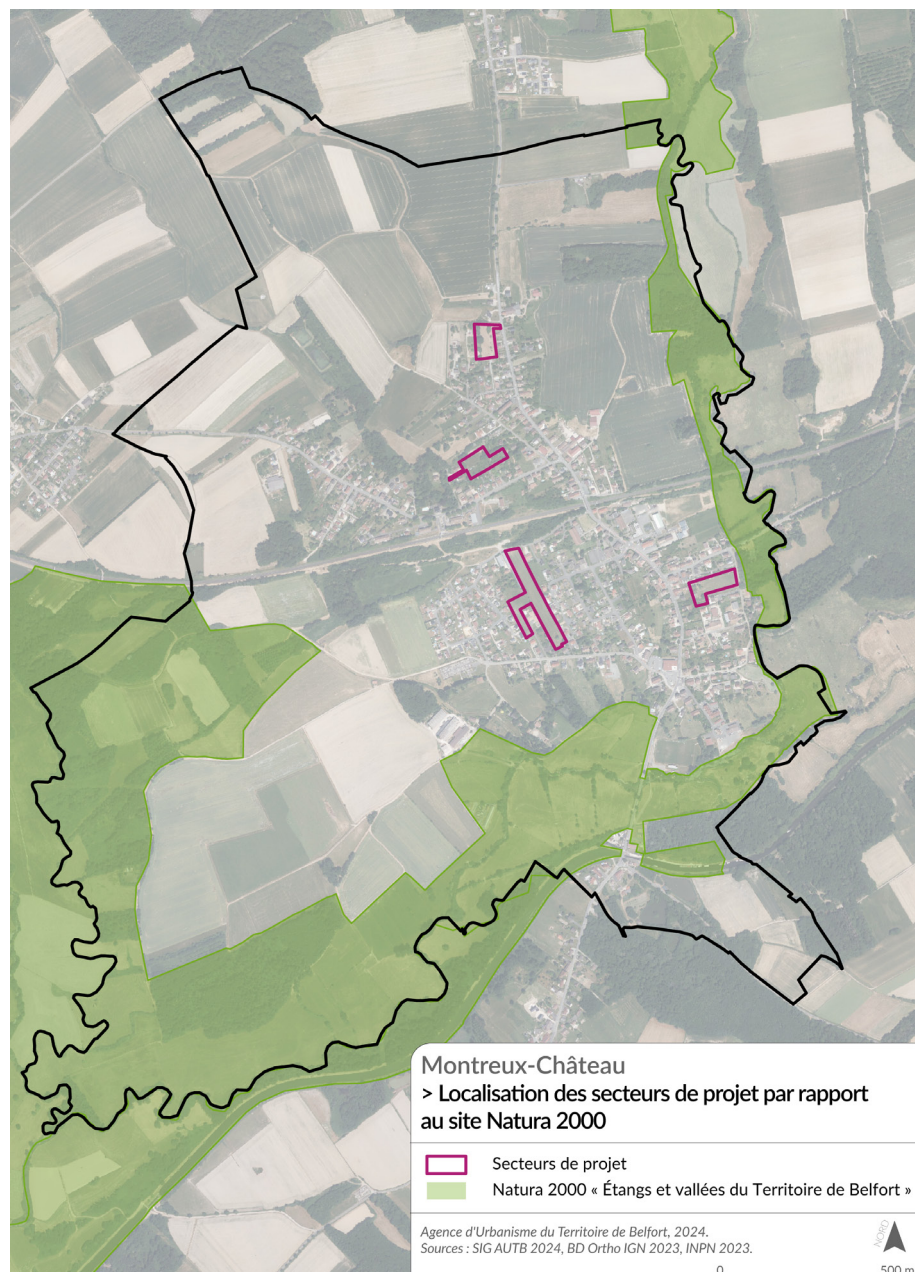 Montreux-Château
> Localisation des secteurs de projet par rapport
au site Natura 2000
Secteurs de projet
Natura 2000 « Étangs et vallées du Territoire de Belfort »
Agence d'Urbanisme du Territoire de Belfort, 2024.
Sources : SIG AUTB 2024, BD Ortho IGN 2023, INPN 2023.
NORD
0 500 m